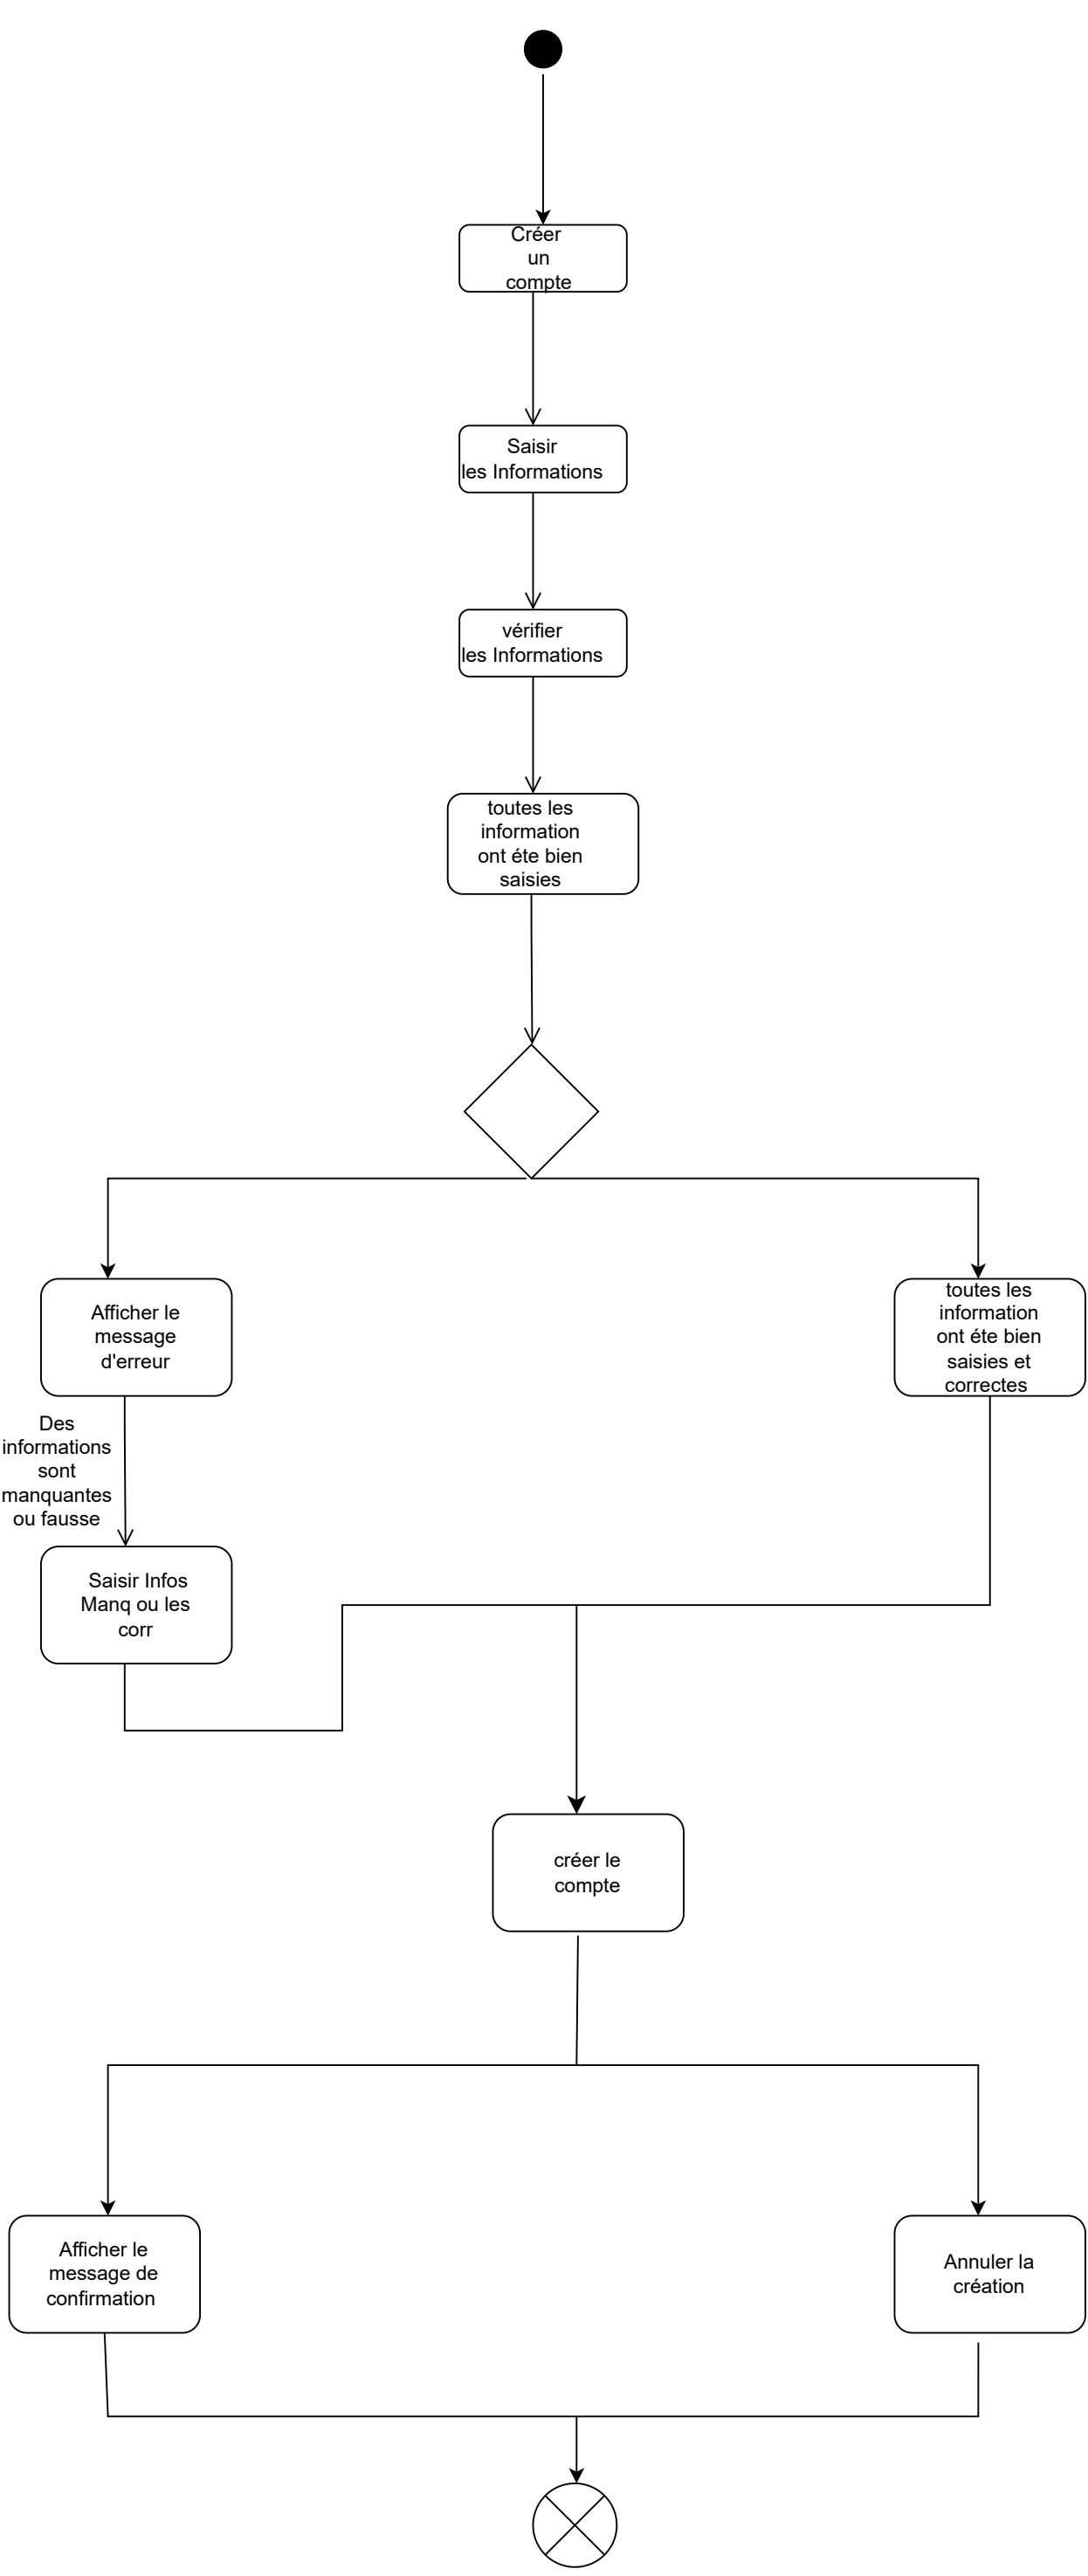 Créer
un
compte
Saisir
les Informations
vérifier
les Informations
toutes les
information
ont éte bien
saisies
Afficher le
message
d'erreur
toutes les
information
ont éte bien
saisies et
correctes
Des
informations
sont
manquantes
ou fausse
Saisir Infos
Manq ou les
corr
créer le
compte
Afficher le
message de
confirmation
Annuler la
création